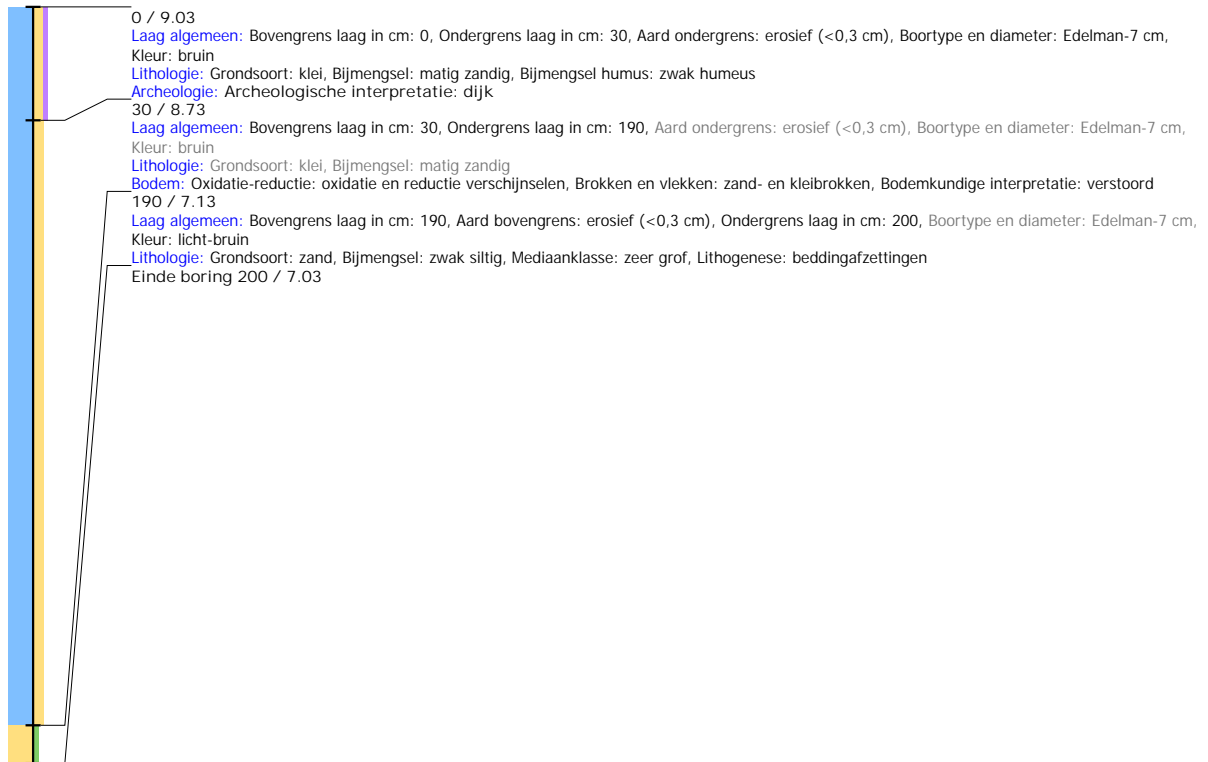 0 / 9.03
Laag algemeen: Bovengrens laag in cm: 0, Ondergrens laag in cm: 30, Aard ondergrens: erosief (<0,3 cm), Boortype en diameter: Edelman-7 cm,
Kleur: bruin
Lithologie: Grondsoort: klei, Bijmengsel: matig zandig, Bijmengsel humus: zwak humeus
Archeologie: Archeologische interpretatie: dijk
30 / 8.73
Laag algemeen: Bovengrens laag in cm: 30, Ondergrens laag in cm: 190, Aard ondergrens: erosief (<0,3 cm), Boortype en diameter: Edelman-7 cm,
Kleur: bruin
Lithologie: Grondsoort: klei, Bijmengsel: matig zandig
Bodem: Oxidatie-reductie: oxidatie en reductie verschijnselen, Brokken en vlekken: zand- en kleibrokken, Bodemkundige interpretatie: verstoord
190 / 7.13
Laag algemeen: Bovengrens laag in cm: 190, Aard bovengrens: erosief (<0,3 cm), Ondergrens laag in cm: 200, Boortype en diameter: Edelman-7 cm,
Kleur: licht-bruin
Lithologie: Grondsoort: zand, Bijmengsel: zwak siltig, Mediaanklasse: zeer grof, Lithogenese: beddingafzettingen
Einde boring 200 / 7.03